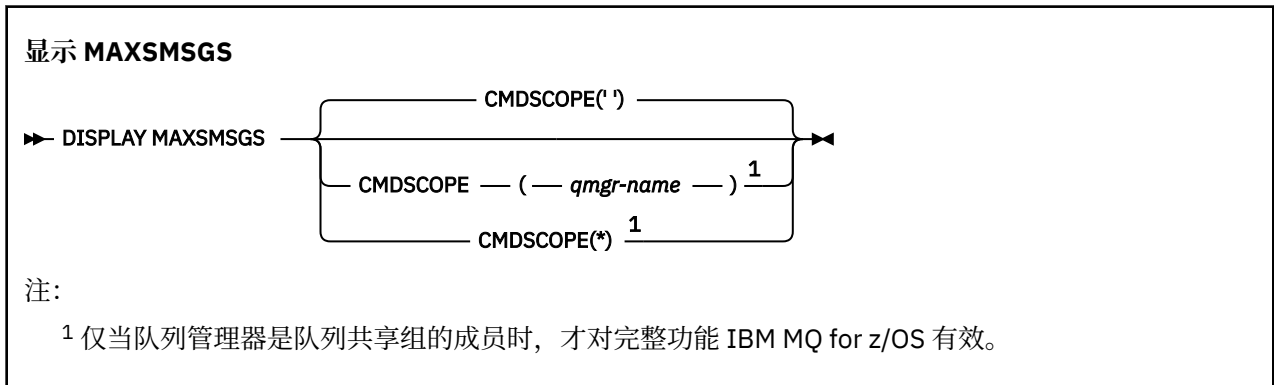 显示 MAXSMSGS
CMDSCOPE(' ')
DISPLAY MAXSMSGS
CMDSCOPE ( qmgr-name ) 1
CMDSCOPE(*) 1
注：
1 仅当队列管理器是队列共享组的成员时，才对完整功能 IBM MQ for z/OS 有效。